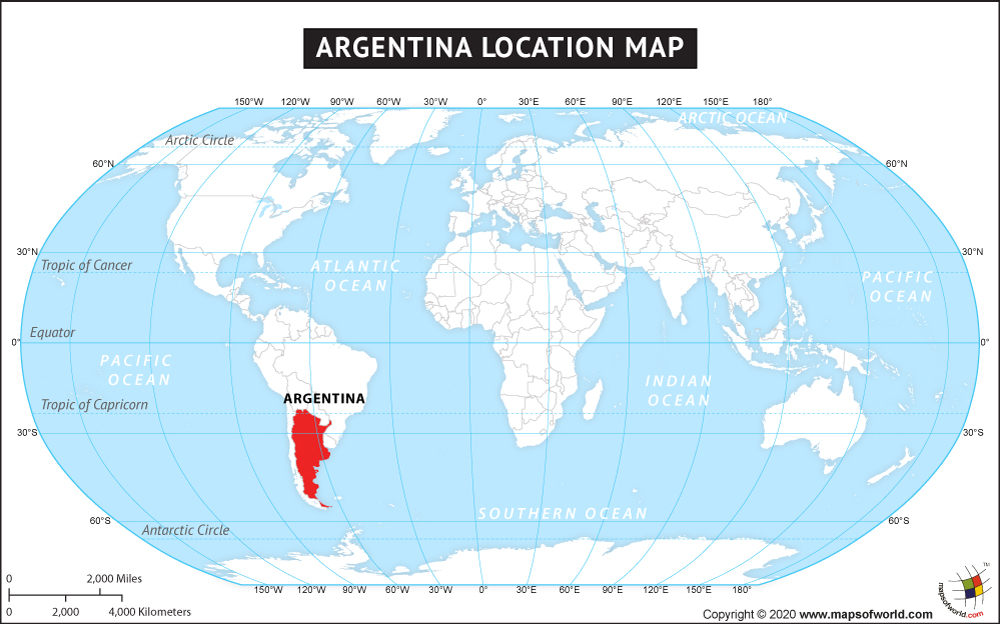 ARGENTINA LOCATION MAP
150°W 120°W 90°W 60°W 30°W 0° 30°E 60°E 90°E 120°E 150°E 180°
ARCTIC OCEAN
Arctic Circle
60°N 60°N
30°N 30°N
Tropic of Cancer
ATLANTIC
OCEAN
PACIFIC
OCEAN
Equator
0° 0°
PACIFIC
OCEAN
INDIAN
OCEAN
ARGENTINA
Tropic of Capricorn
30°S 30°S
SOUTHERN OCEAN
60°S 60°S
Antarctic Circle
150°W 120°W 90°W 60°W 30°W 0° 30°E 60°E 90°E 120°E 150°E 180°
0 2,000 Miles
0 2,000 4,000 Kilometers
Copyright © 2020 www.mapsofworld.com
mapsofworld.com
TM